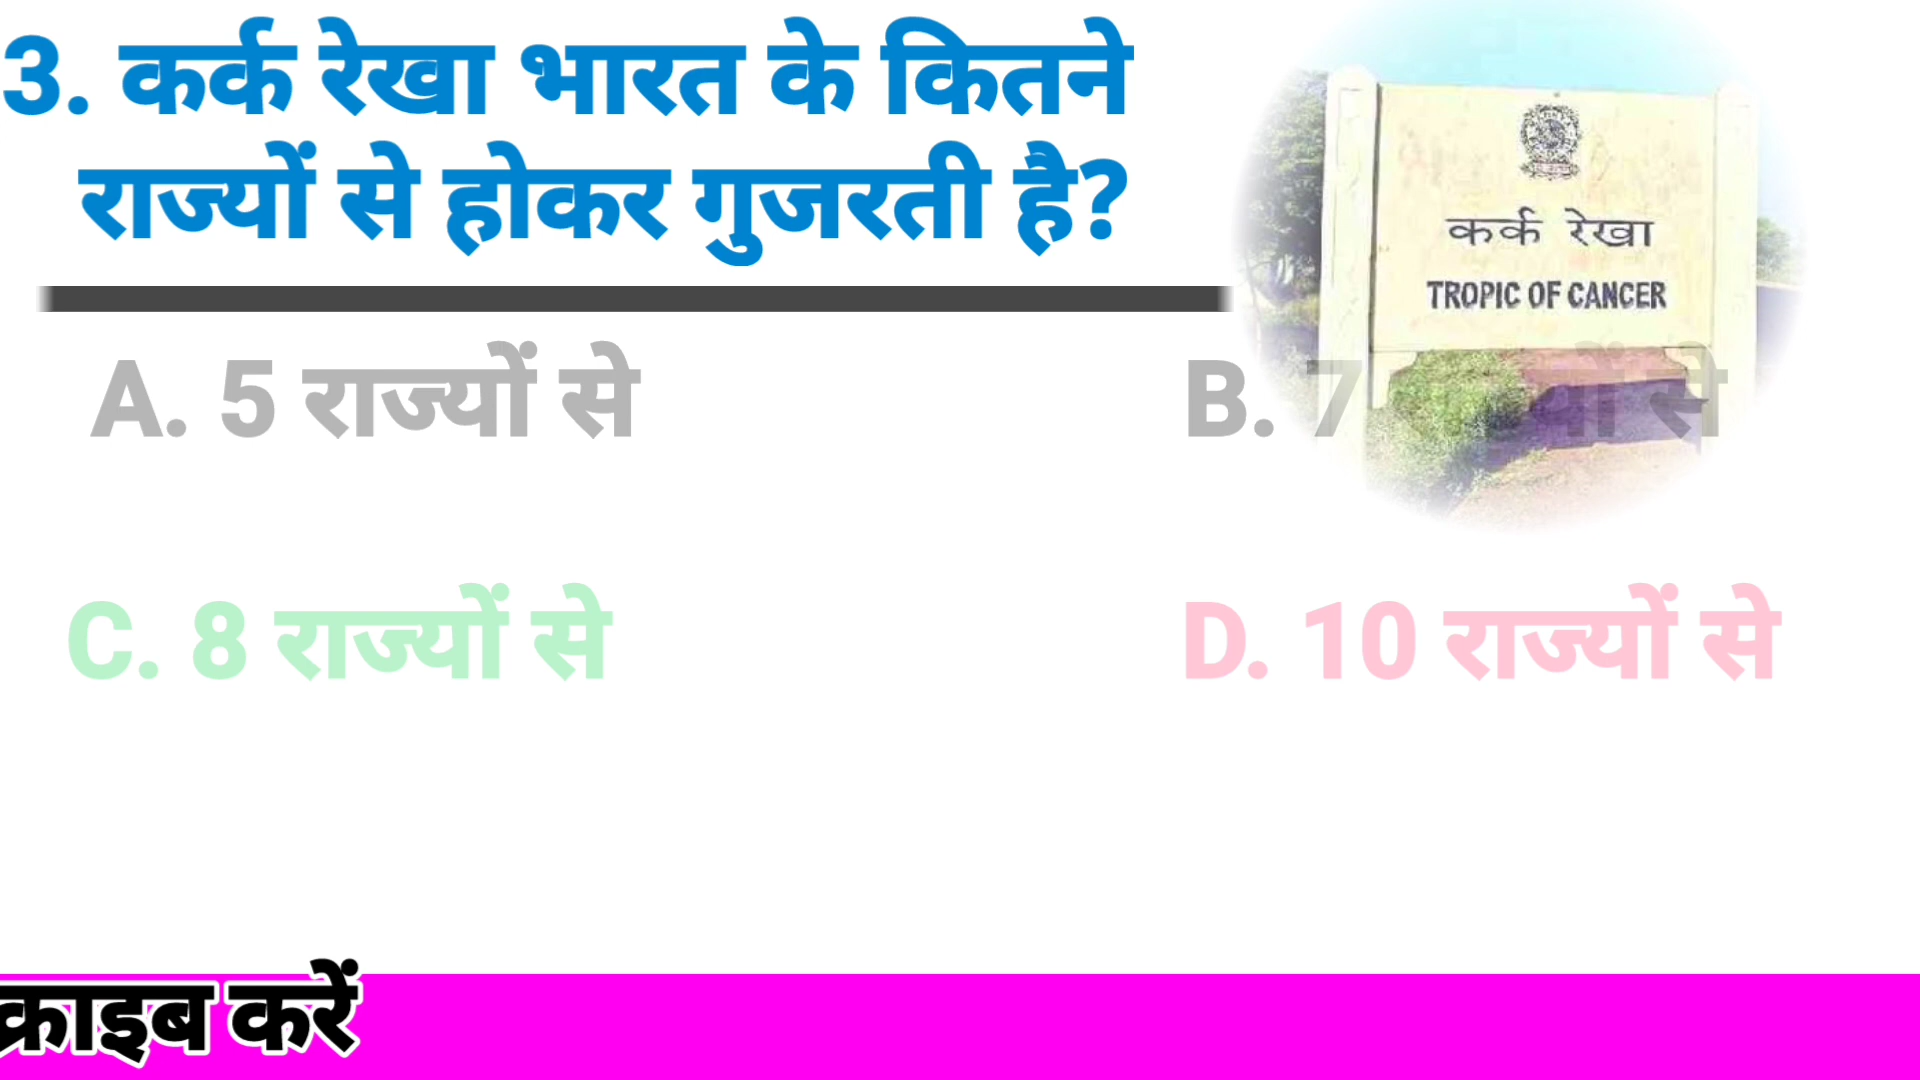 3. कर्क रेखा भारत के कितने
राज्यों से होकर गुजरती है?
कर्क रेखा
TROPIC OF CANCER
A. 5 राज्यों से
B. 7 राज्यों से
C. 8 राज्यों से
D. 10 राज्यों से
क्राइब करें